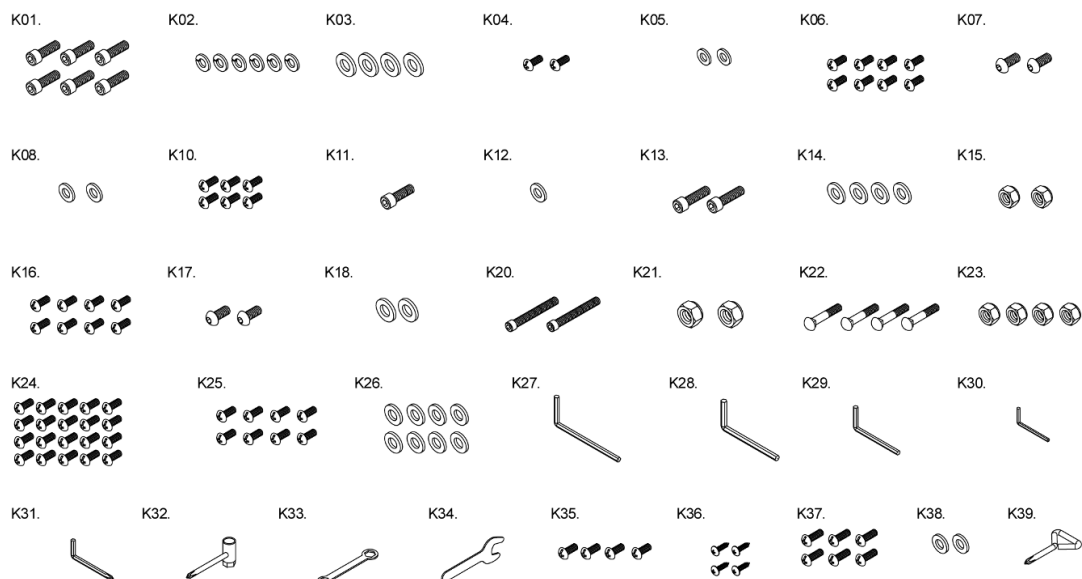 K01. K02. K03. K04. K05. K06. K07.
K08. K10. K11. K12. K13. K14. K15.
K16. K17. K18. K20. K21. K22. K23.
K24. K25. K26. K27. K28. K29. K30.
K31. K32. K33. K34. K35. K36. K37. K38. K39.